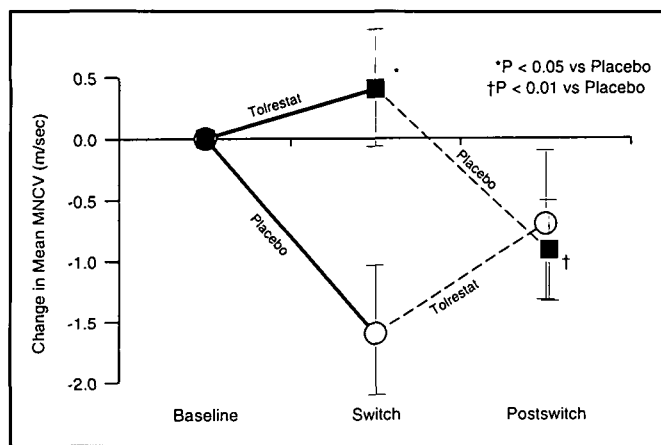 *P < 0.05 vs Placebo
†P < 0.01 vs Placebo
Change in Mean MNCV (m/sec)
0.5
0.0
-0.5
-1.0
-1.5
-2.0
*
Tolrestat
Placebo
Placebo
Tolrestat
†
Baseline Switch Postswitch